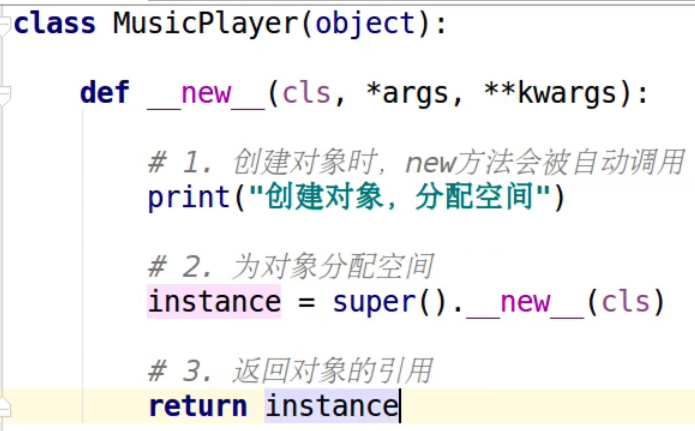 class MusicPlayer(object):
def __new__(cls, *args, **kwargs):
# 1. 创建对象时，new方法会被自动调用
print("创建对象，分配空间")
# 2. 为对象分配空间
instance = super().__new__(cls)
# 3. 返回对象的引用
return instance